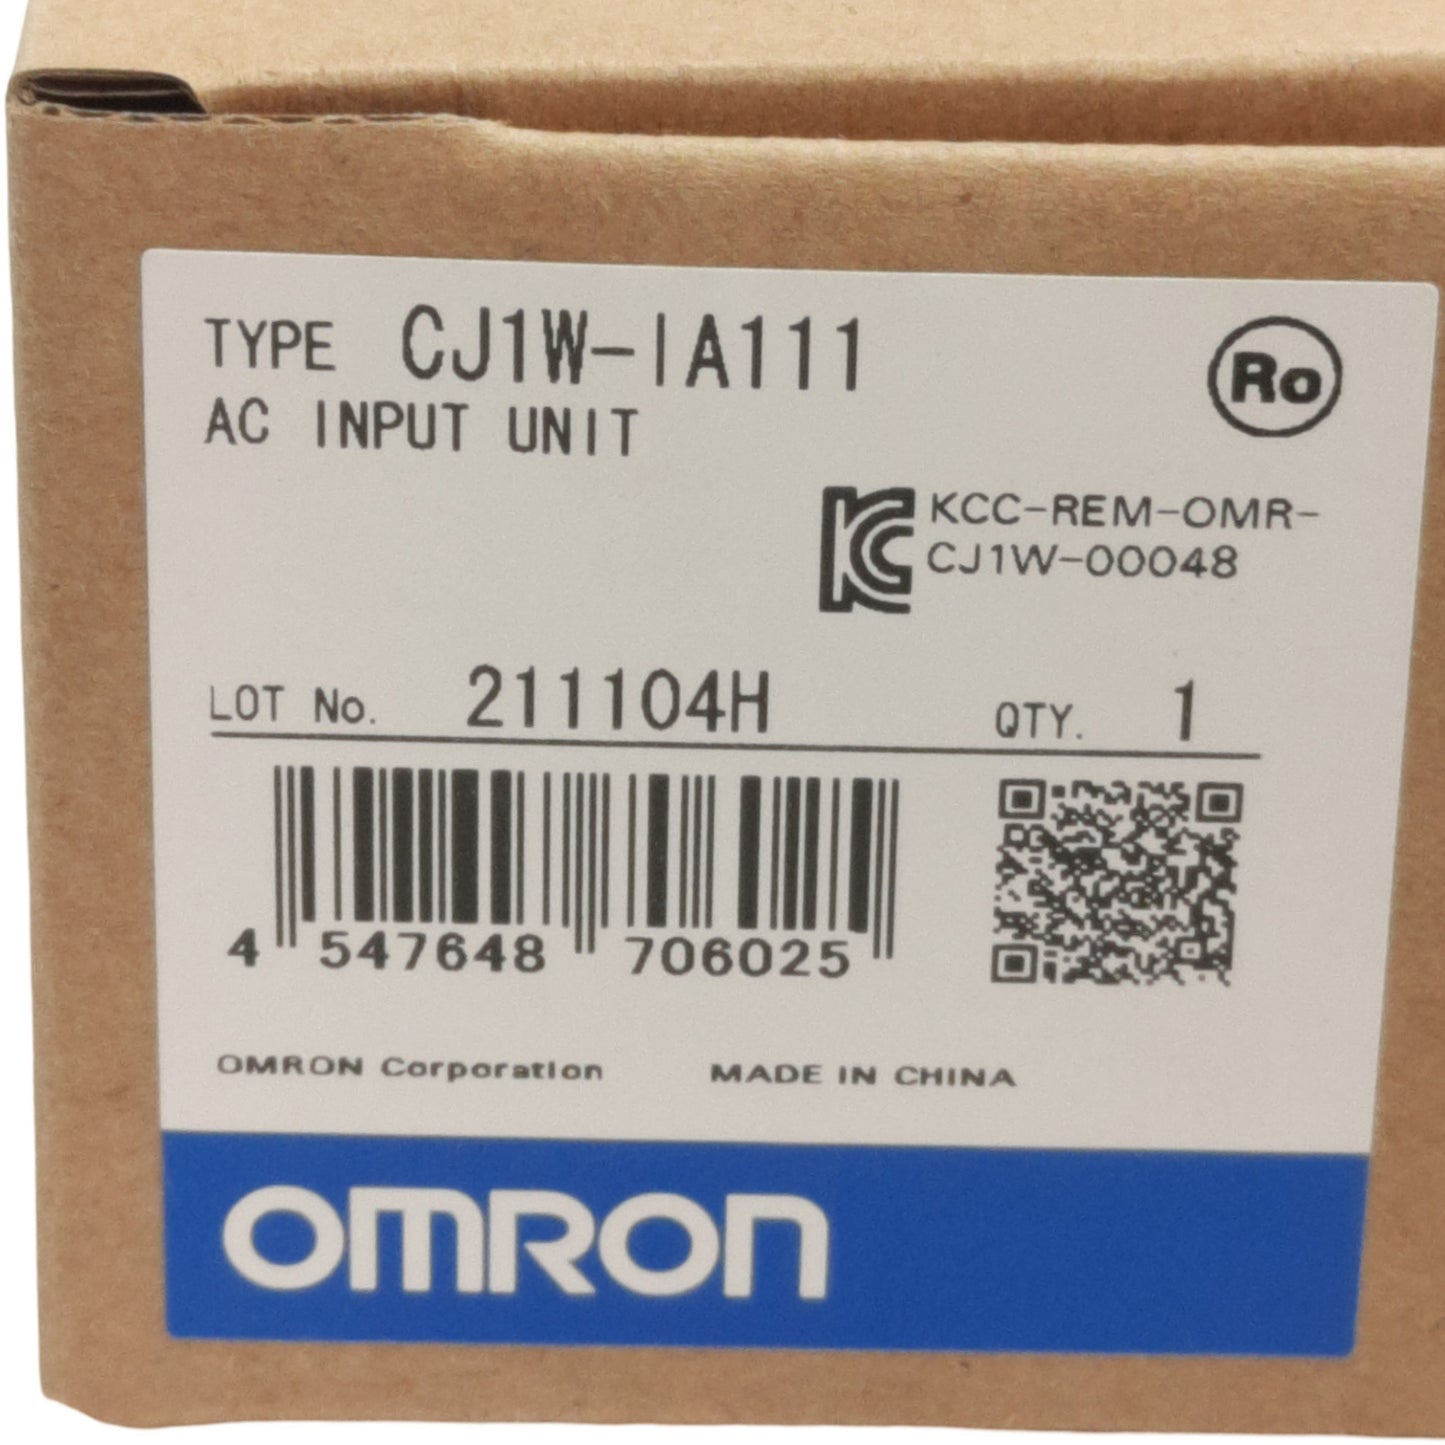 TYPE CJ1W-IA111
AC INPUT UNIT
Ro
KCC-REM-OMR-
CJ1W-00048
LOT No. 211104H QTY. 1
4 547648 706025
OMRON Corporation MADE IN CHINA
OMRON